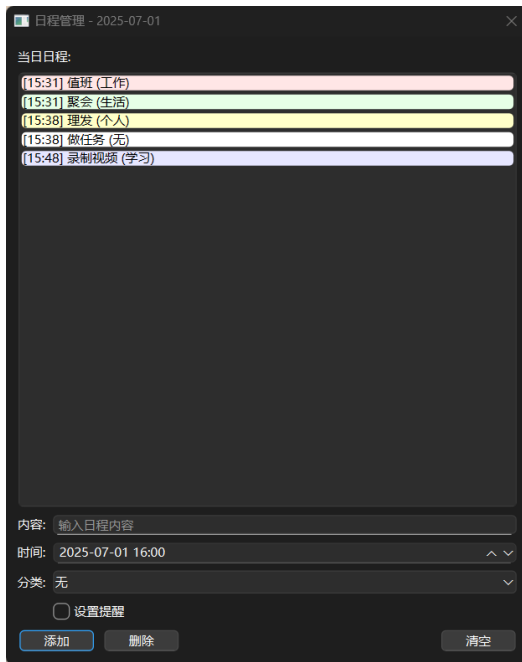 日程管理 - 2025-07-01
当日日程:
[15:31] 值班 (工作)
[15:31] 聚会 (生活)
[15:38] 理发 (个人)
[15:38] 做任务 (无)
[15:48] 录制视频 (学习)
内容: 输入日程内容
时间: 2025-07-01 16:00
分类: 无
设置提醒
添加 删除 清空